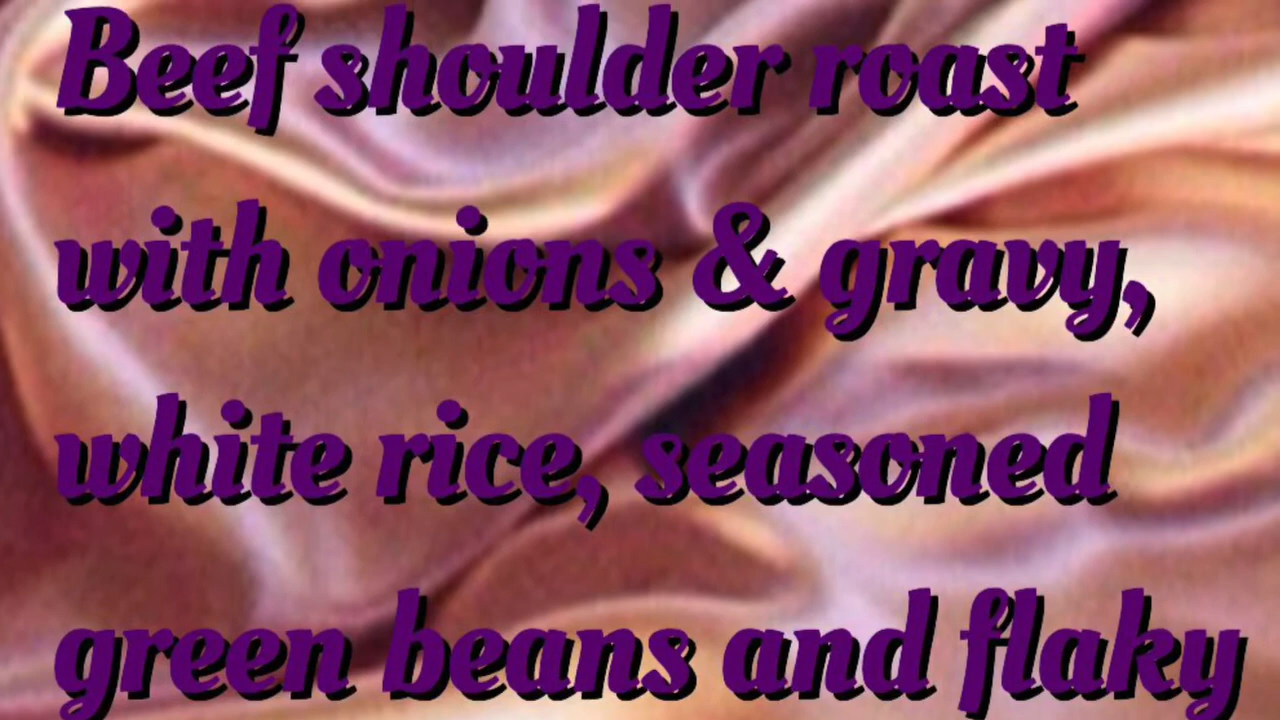 Beef shoulder roast
with onions & gravy,
white rice, seasoned
green beans and flaky